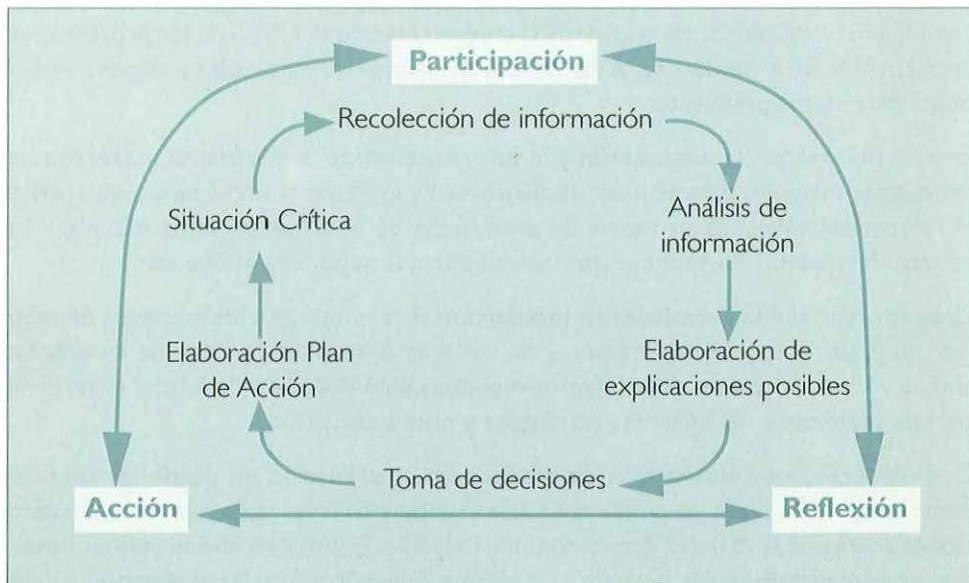 Participación
Recolección de información
Situación Crítica
Análisis de
información
Elaboración Plan
de Acción
Elaboración de
explicaciones posibles
Toma de decisiones
Acción
Reflexión